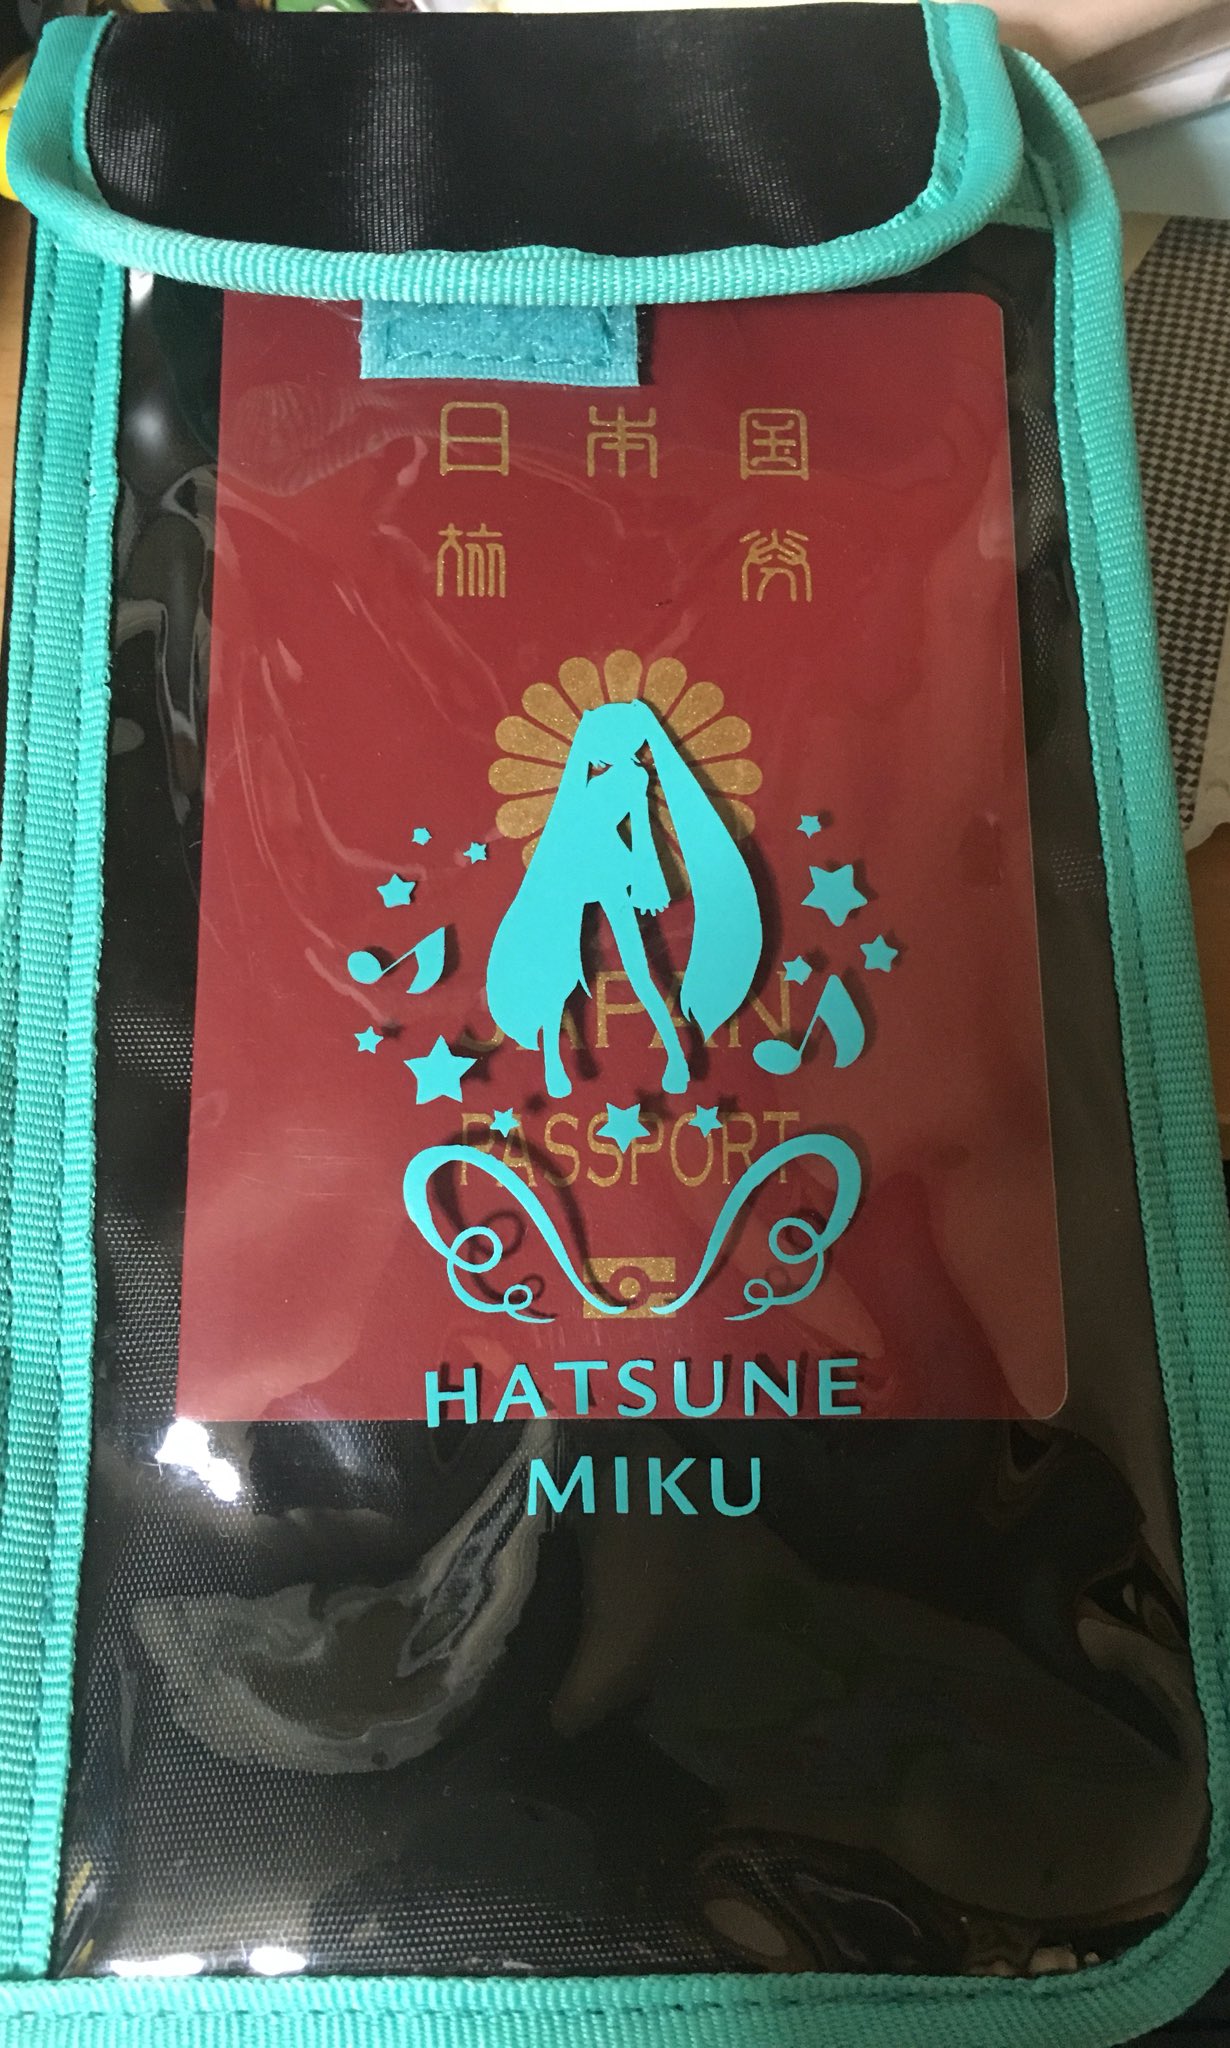 日本国
旅券
JAPAN
PASSPORT
HATSUNE
MIKU